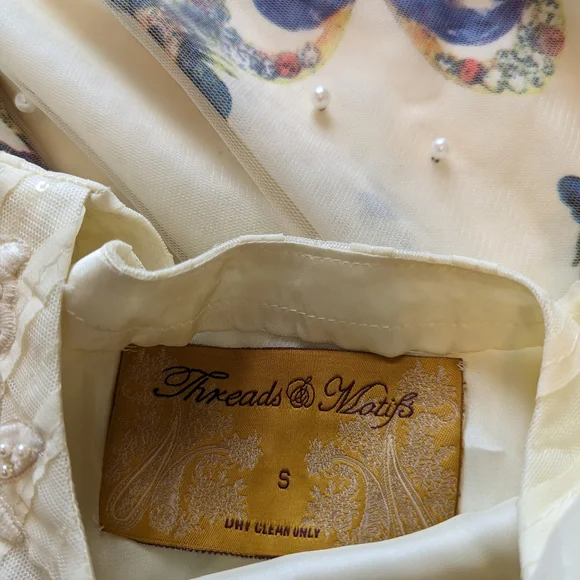 Threads & Motifs
S
DRY CLEAN ONLY